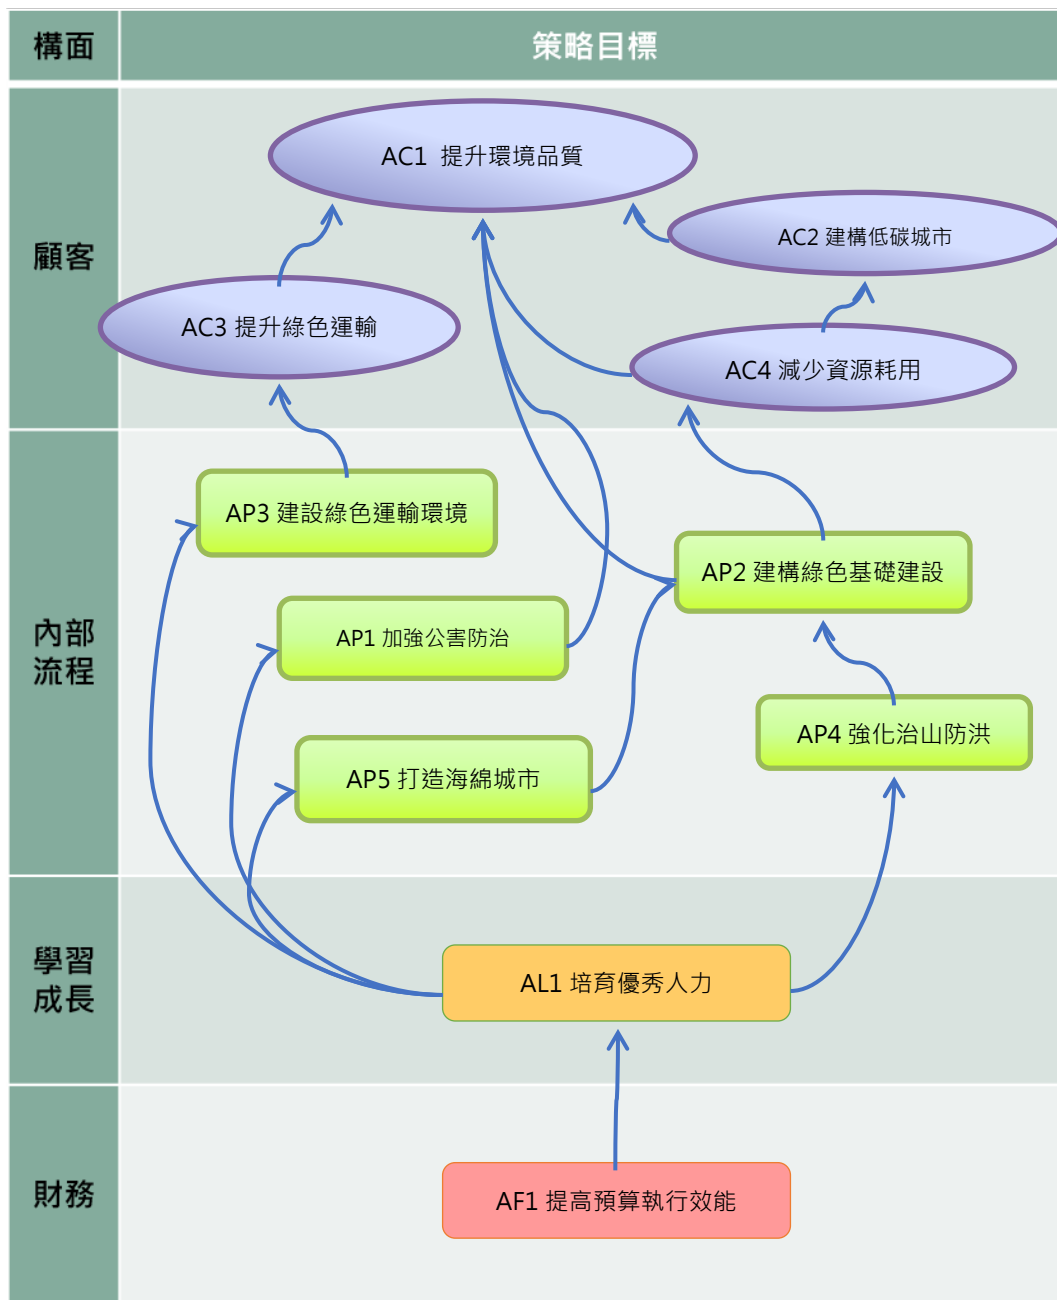 構面
策略目標
顧客
AC1 提升環境品質
AC2 建構低碳城市
AC3 提升綠色運輸
AC4 減少資源耗用
內部
流程
AP3 建設綠色運輸環境
AP2 建構綠色基礎建設
AP1 加強公害防治
AP4 強化治山防洪
AP5 打造海綿城市
學習
成長
AL1 培育優秀人力
財務
AF1 提高預算執行效能